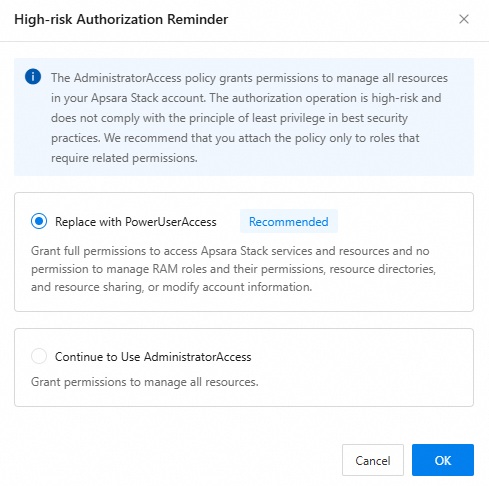 High-risk Authorization Reminder
The AdministratorAccess policy grants permissions to manage all resources
in your Apsara Stack account. The authorization operation is high-risk and
does not comply with the principle of least privilege in best security
practices. We recommend that you attach the policy only to roles that
require related permissions.
Replace with PowerUserAccess Recommended
Grant full permissions to access Apsara Stack services and resources and no
permission to manage RAM roles and their permissions, resource directories,
and resource sharing, or modify account information.
Continue to Use AdministratorAccess
Grant permissions to manage all resources.
Cancel OK